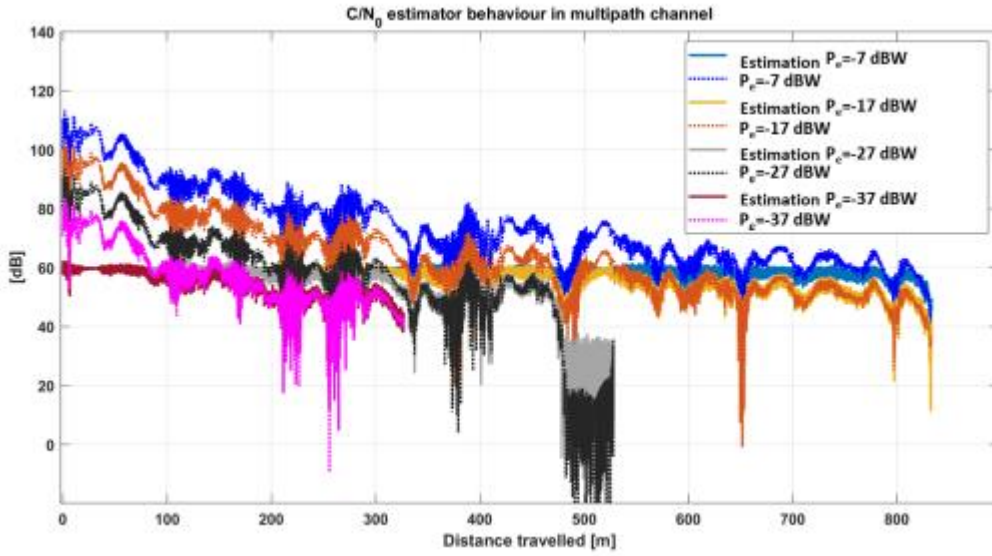 C/N0 estimator behaviour in multipath channel
140
120
100
80
60
40
20
0
[dB]
Estimation Pe=-7 dBW
Pe=-7 dBW
Estimation Pe=-17 dBW
Pe=-17 dBW
Estimation Pe=-27 dBW
Pe=-27 dBW
Estimation Pe=-37 dBW
Pe=-37 dBW
0 100 200 300 400 500 600 700 800
Distance travelled [m]